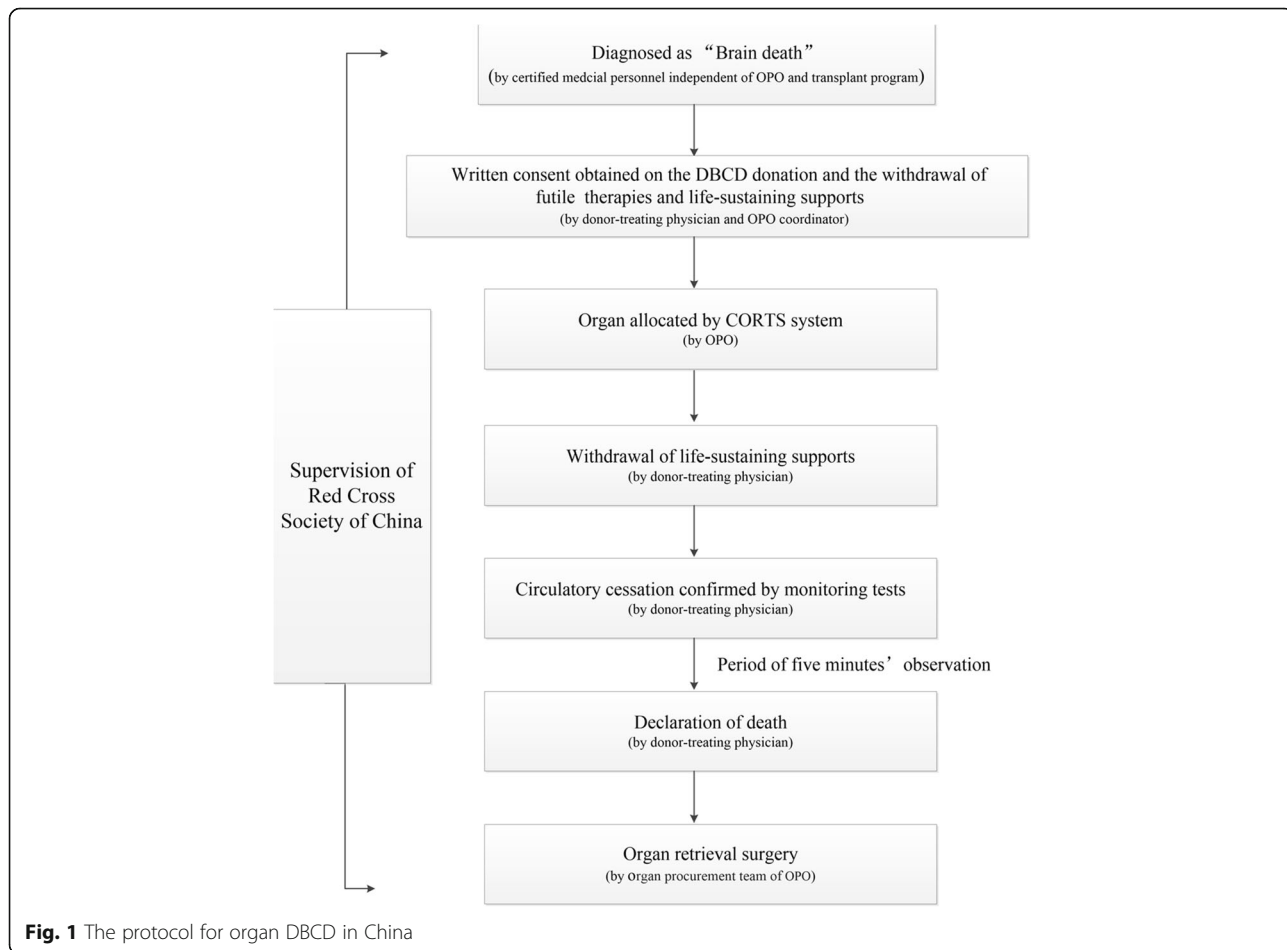 Diagnosed as “Brain death”
(by certified medcial personnel independent of OPO and transplant program)
Written consent obtained on the DBCD donation and the withdrawal of
futile therapies and life-sustaining supports
(by donor-treating physician and OPO coordinator)
Organ allocated by CORTS system
(by OPO)
Withdrawal of life-sustaining supports
(by donor-treating physician)
Supervision of
Red Cross
Society of China
Circulatory cessation confirmed by monitoring tests
(by donor-treating physician)
Period of five minutes’ observation
Declaration of death
(by donor-treating physician)
Organ retrieval surgery
(by organ procurement team of OPO)
Fig. 1 The protocol for organ DBCD in China